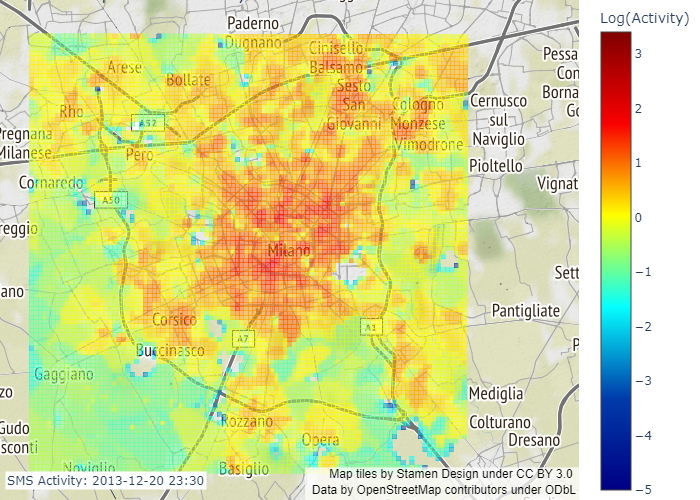 Log(Activity)
Paderno
Dugnano
Cinisello
Balsamo
Arese
Bollate
Sesto
San
Giovanni
Rho
Cologno
Monzese
Vimodrone
Cernusco
sul
Naviglio
Pessa
Con
Borna
Go
A52
Pregnana
Milanese
Pero
Pioltello
Cornaredo
Vignat
A50
reggio
Milano
Sett
ano
Pantigliate
Corsico
A7
A1
P
Buccinasco
Gaggiano
zo
Mediglia
Gudo
sconti
Rozzano
Opera
Colturano
Dresano
Noviglio
Basiglio
3
2
1
0
−1
−2
−3
−4
−5
SMS Activity: 2013-12-20 23:30
Map tiles by Stamen Design under CC BY 3.0
Data by OpenStreetMap contributors under ODbL